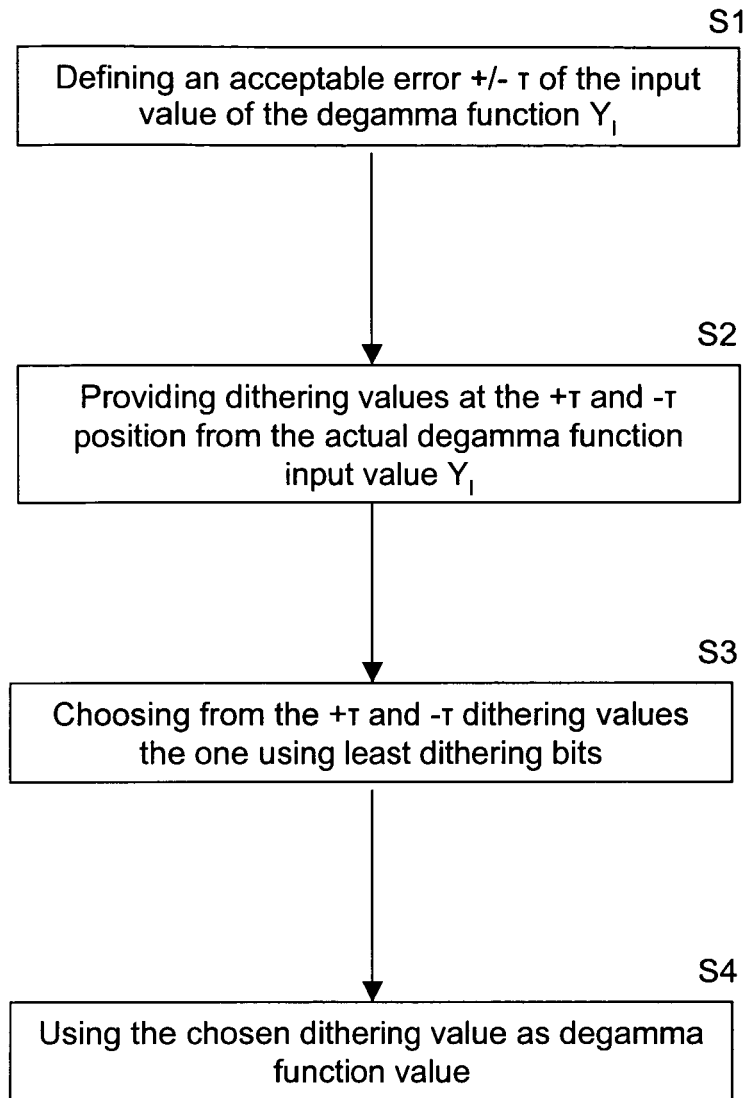 S1
Defining an acceptable error +/- τ of the input
value of the degamma function Y_I
S2
Providing dithering values at the +τ and -τ
position from the actual degamma function
input value Y_I
S3
Choosing from the +τ and -τ dithering values
the one using least dithering bits
S4
Using the chosen dithering value as degamma
function value